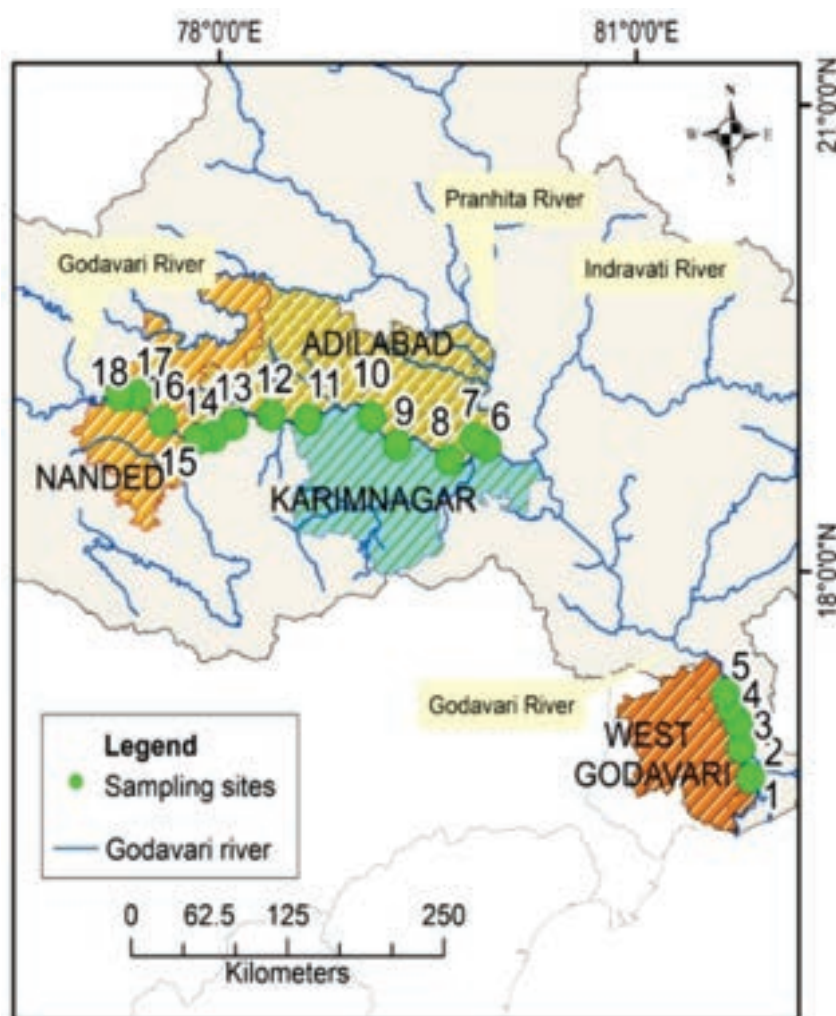 78°0'0"E
81°0'0"E
21°0'0"N
N
W E
S
Pranhita River
Godavari River
Indravati River
ADILABAD
18
17
16
15
14
13
12
11
10
9
8
7
6
NANDED
KARIMNAGAR
18°0'0"N
Godavari River
5
4
3
2
1
WEST
GODAVARI
Legend
Sampling sites
Godavari river
0 62.5 125 250
Kilometers